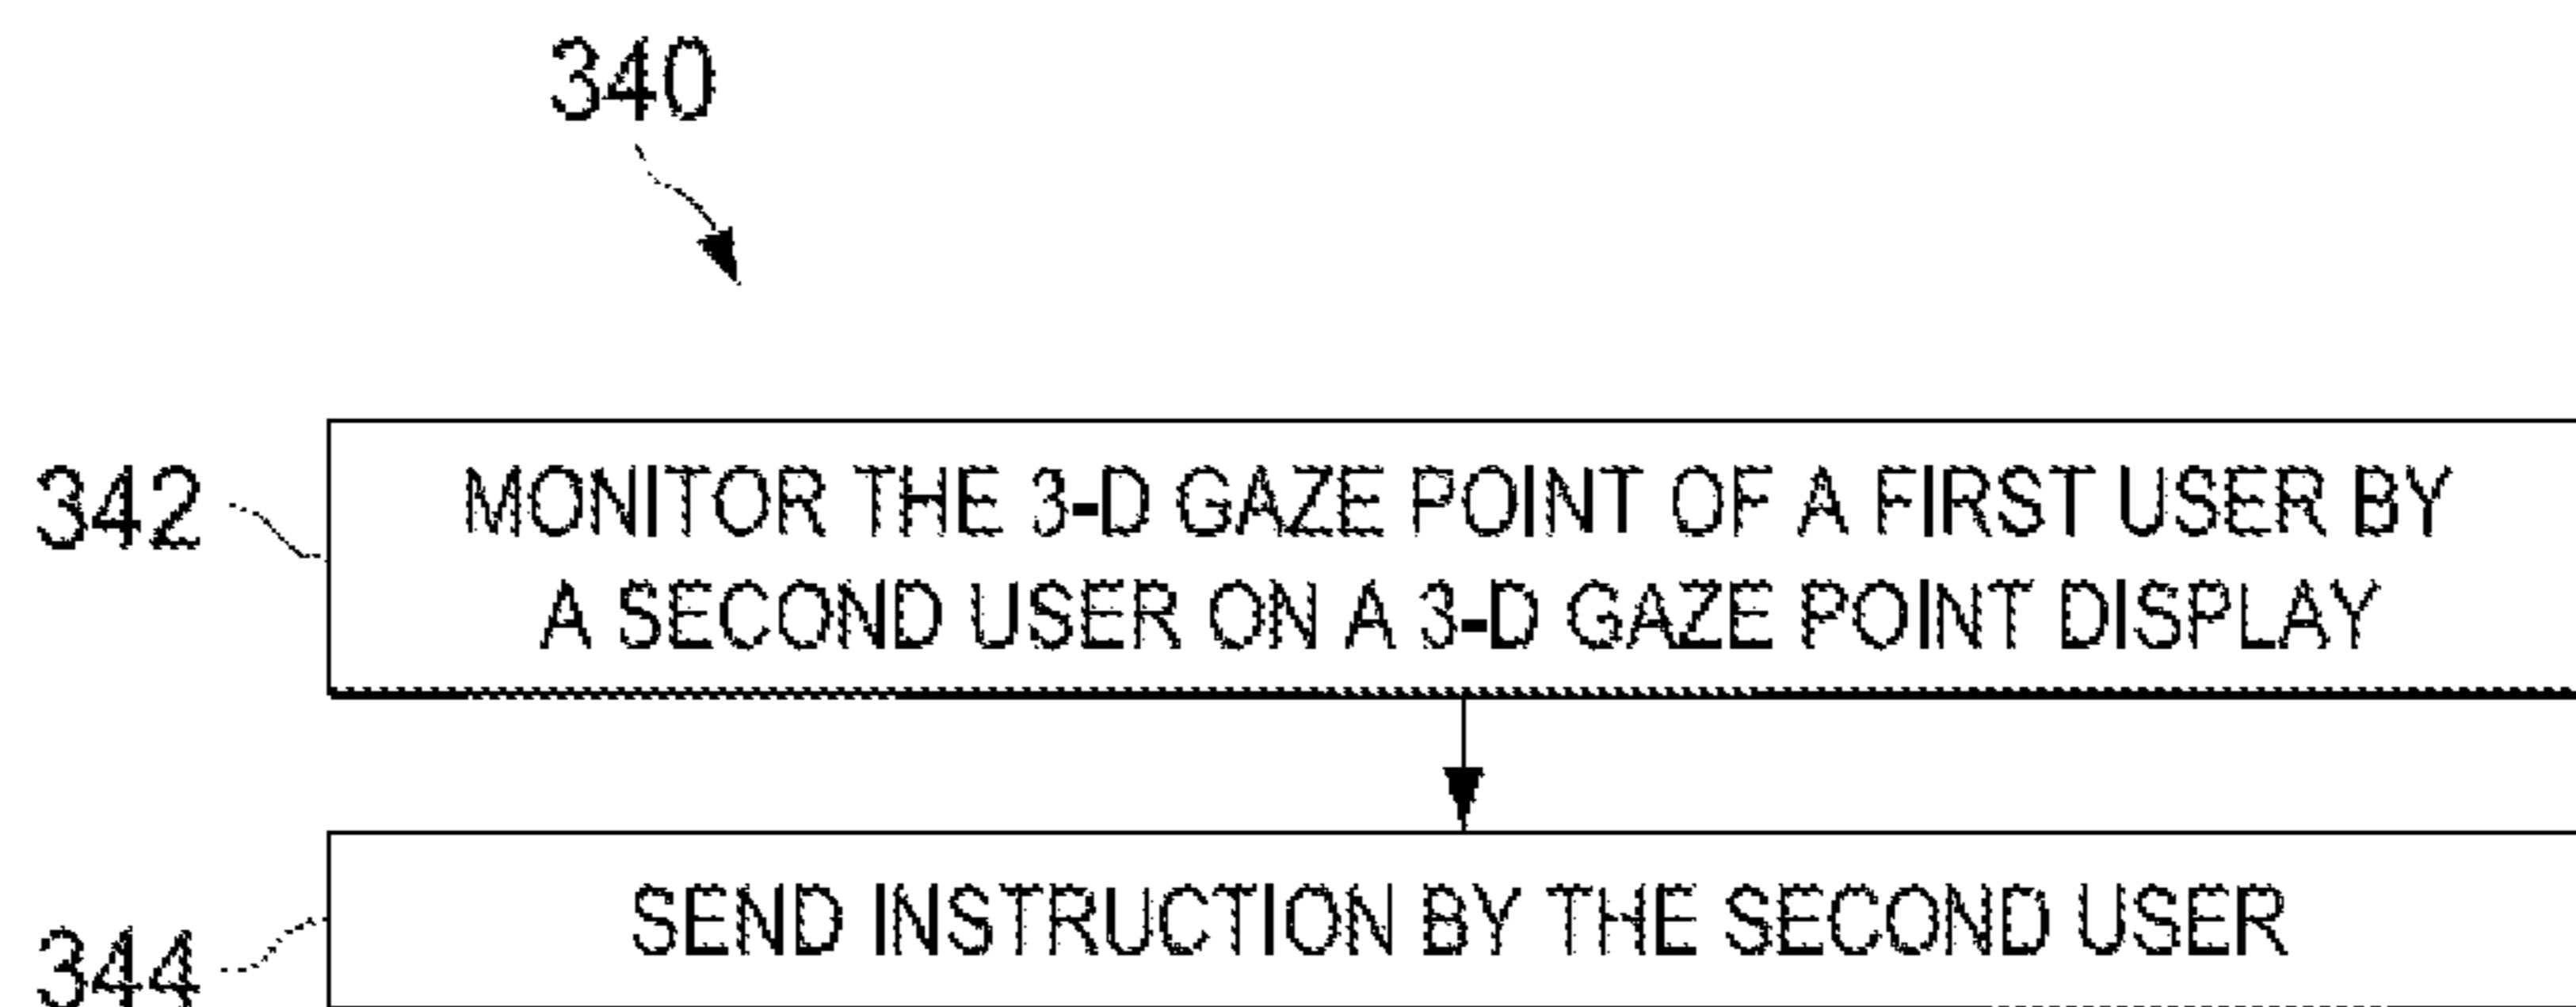 340
342
MONITOR THE 3-D GAZE POINT OF A FIRST USER BY
A SECOND USER ON A 3-D GAZE POINT DISPLAY
344
SEND INSTRUCTION BY THE SECOND USER